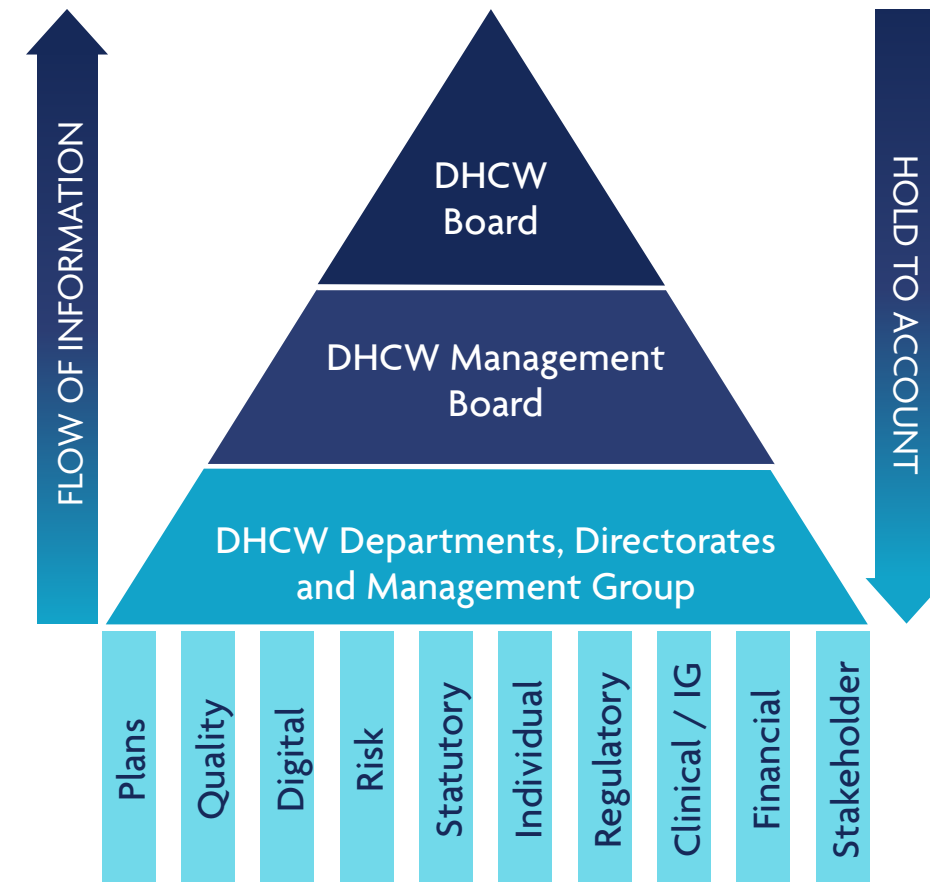 FLOW OF INFORMATION
HOLD TO ACCOUNT
DHCW
Board
DHCW Management
Board
DHCW Departments, Directorates
and Management Group
Plans
Quality
Digital
Risk
Statutory
Individual
Regulatory
Clinical / IG
Financial
Stakeholder